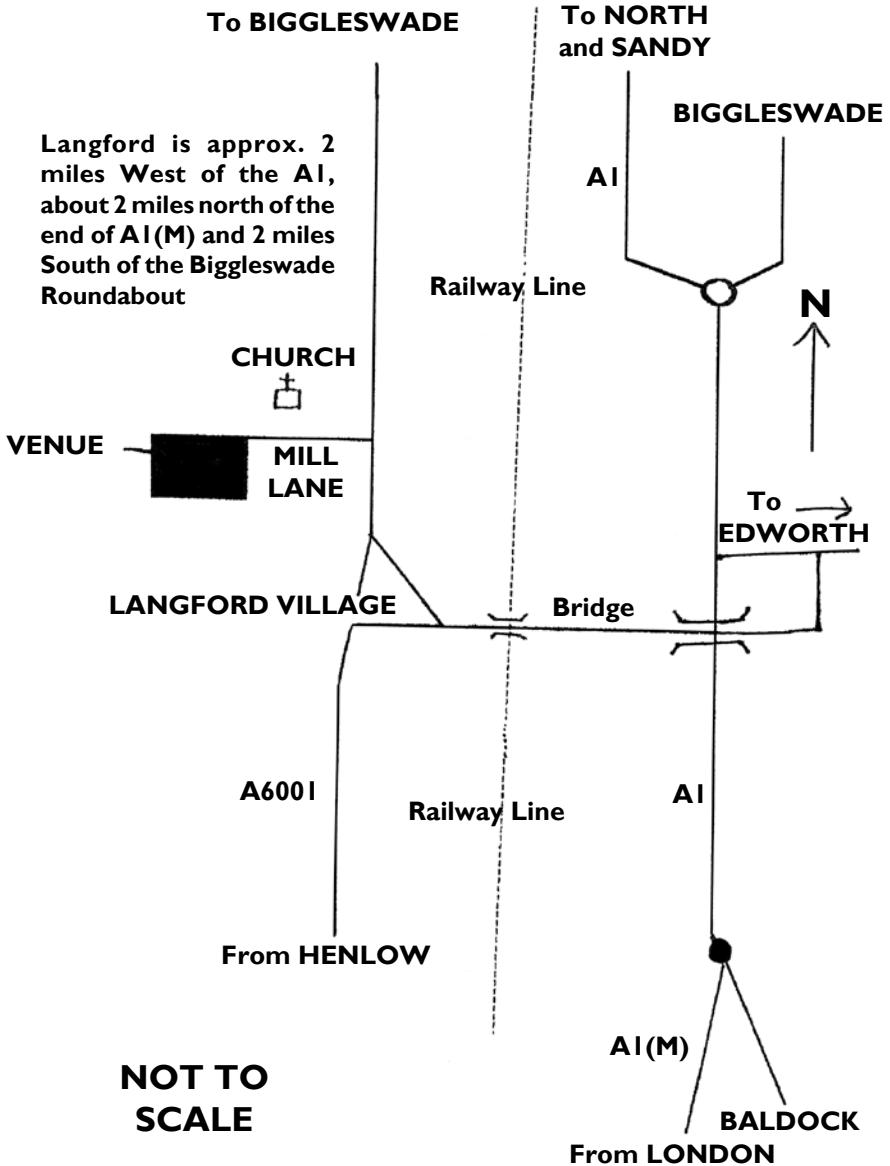 To BIGGLESWADE
To NORTH
and SANDY
BIGGLESWADE
Langford is approx. 2
miles West of the A1,
about 2 miles north of the
end of A1(M) and 2 miles
South of the Biggleswade
Roundabout
A1
Railway Line
N
CHURCH
VENUE
MILL
LANE
To
EDWORTH
LANGFORD VILLAGE
Bridge
A6001
Railway Line
A1
From HENLOW
A1(M)
NOT TO
SCALE
BALDOCK
From LONDON